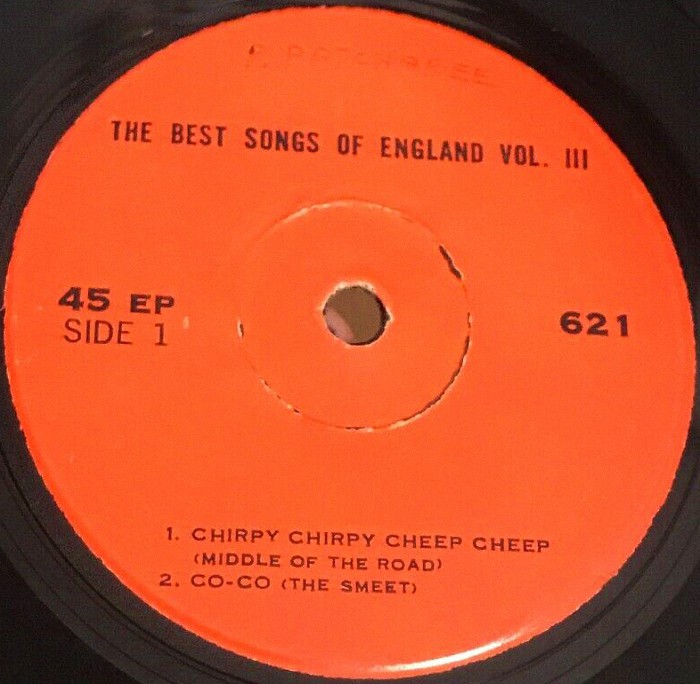 THE BEST SONGS OF ENGLAND VOL. III
45 EP
SIDE 1
621
1. CHIRPY CHIRPY CHEEP CHEEP
(MIDDLE OF THE ROAD)
2. CO-CO (THE SMEET)